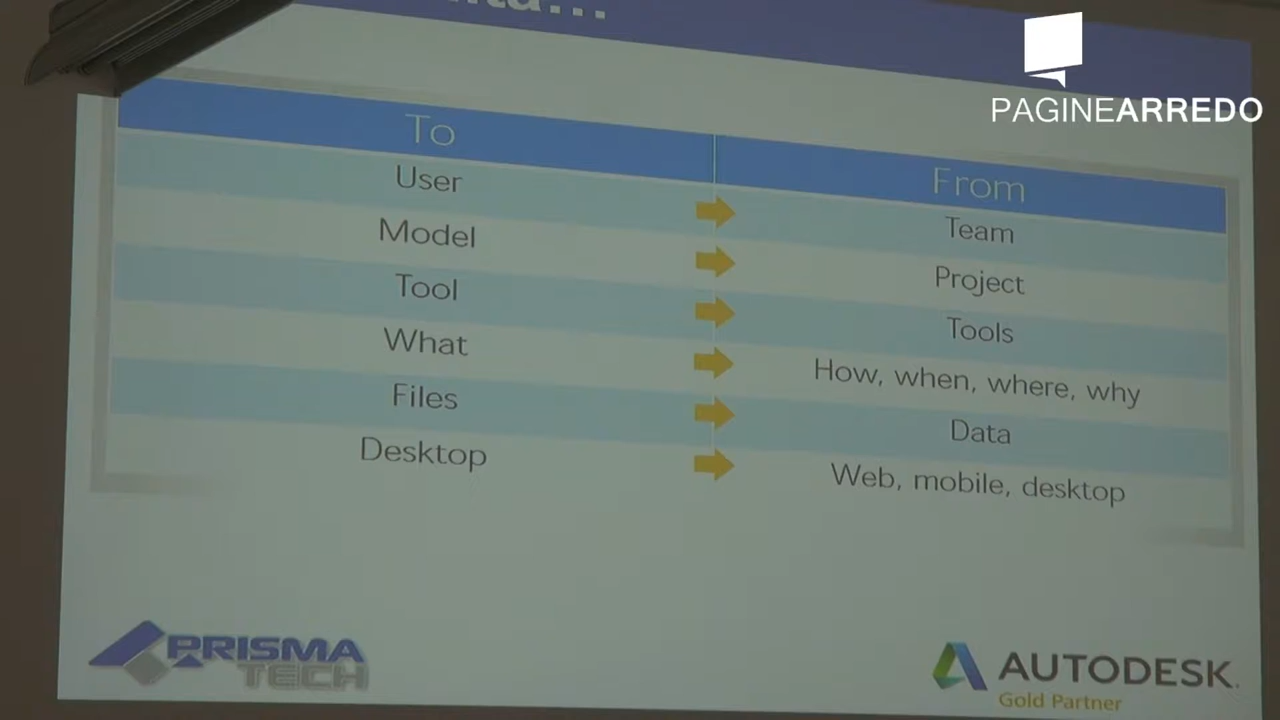 PAGINEARREDO
To From
User Team
Model Project
Tool Tools
What How, when, where, why
Files Data
Desktop Web, mobile, desktop
PRISMA
TECH
AUTODESK.
Gold Partner